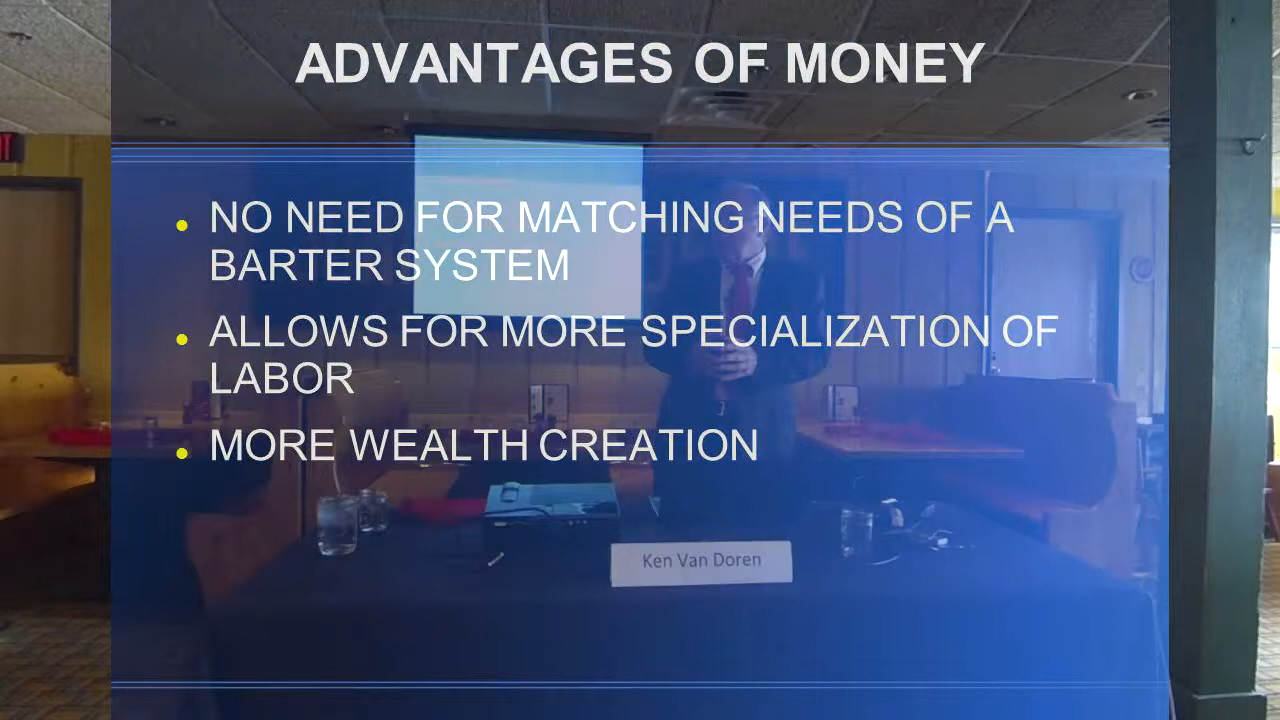 ADVANTAGES OF MONEY
NO NEED FOR MATCHING NEEDS OF A
BARTER SYSTEM
ALLOWS FOR MORE SPECIALIZATION OF
LABOR
MORE WEALTH CREATION
Ken Van Doren